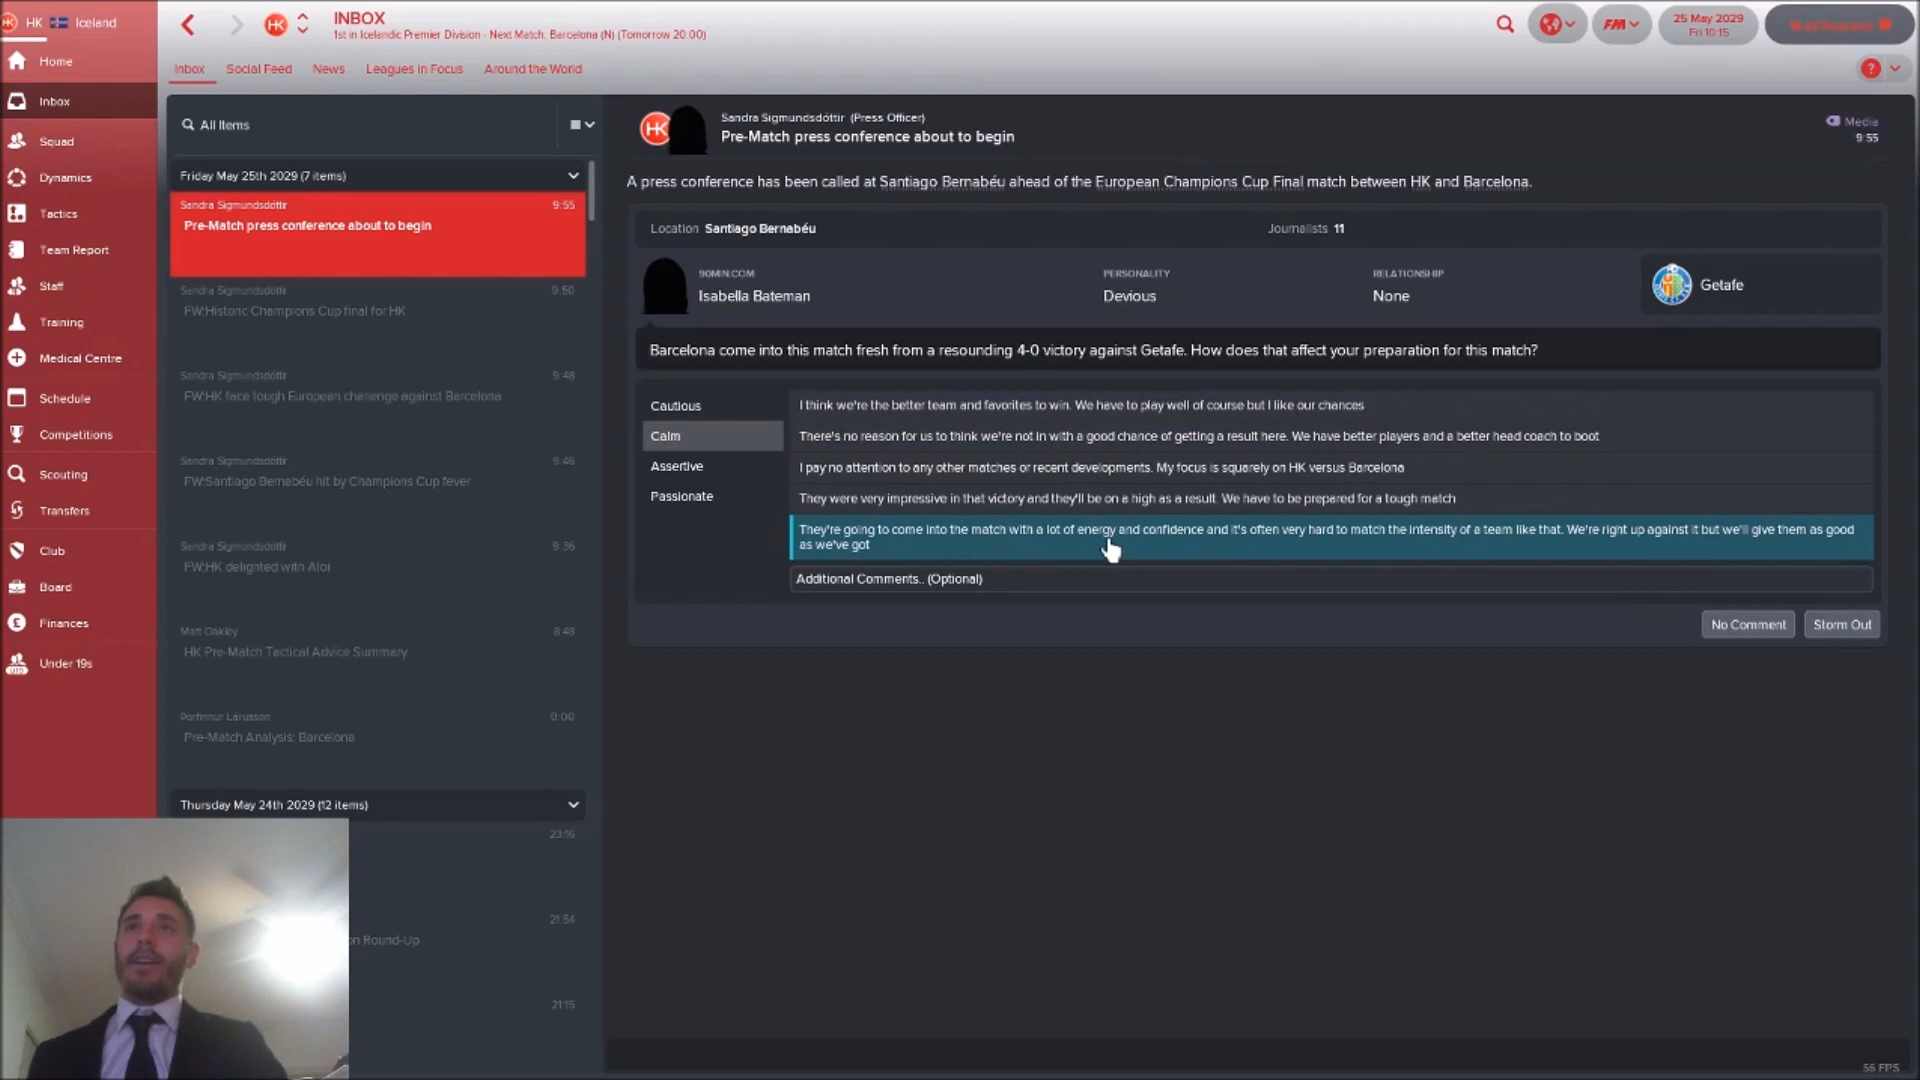 HK Iceland
INBOX
1st in Icelandic Premier Division - Next Match: Barcelona (N) (Tomorrow 20:00)
FM
25 May 2029
Fri 10:15
Inbox Social Feed News Leagues In Focus Around the World
Home
Inbox
Squad
Dynamics
Tactics
Team Report
Staff
Training
Medical Centre
Schedule
Competitions
Scouting
Transfers
Club
Board
Finances
Under 19s
All Items
Friday May 25th 2029 (7 items)
Sandra Sigmundsdóttir 9:55
Pre-Match press conference about to begin
Sandra Sigmundsdóttir 9:50
FW:Historic Champions Cup final for HK
Sandra Sigmundsdóttir 9:48
FW:HK face tough European challenge against Barcelona
Sandra Sigmundsdóttir 9:46
FW:Santiago Bernabéu hit by Champions Cup fever
Sandra Sigmundsdóttir 9:36
FW:HK delighted with Aloi
Matt Oakley 8:48
HK Pre-Match Tactical Advice Summary
Lárusson 0:00
Pre-Match Analysis: Barcelona
Thursday May 24th 2029 (12 items)
23:16
21:54
on Round-Up
21:15
HK
Sandra Sigmundsdóttir (Press Officer)
Pre-Match press conference about to begin
Media
9:55
A press conference has been called at Santiago Bernabéu ahead of the European Champions Cup Final match between HK and Barcelona.
Location Santiago Bernabéu Journalists 11
90MIN.COM PERSONALITY RELATIONSHIP
Isabella Bateman Devious None
Getafe
Barcelona come into this match fresh from a resounding 4-0 victory against Getafe. How does that affect your preparation for this match?
Cautious
Calm
Assertive
Passionate
I think we're the better team and favorites to win. We have to play well of course but I like our chances
There's no reason for us to think we're not in with a good chance of getting a result here. We have better players and a better head coach to boot
I pay no attention to any other matches or recent developments. My focus is squarely on HK versus Barcelona
They were very impressive in that victory and they'll be on a high as a result. We have to be prepared for a tough match
They're going to come into the match with a lot of energy and confidence and it's often very hard to match the intensity of a team like that. We're right up against it but we'll give them as good
as we've got
Additional Comments.. (Optional)
No Comment Storm Out
56 FPS